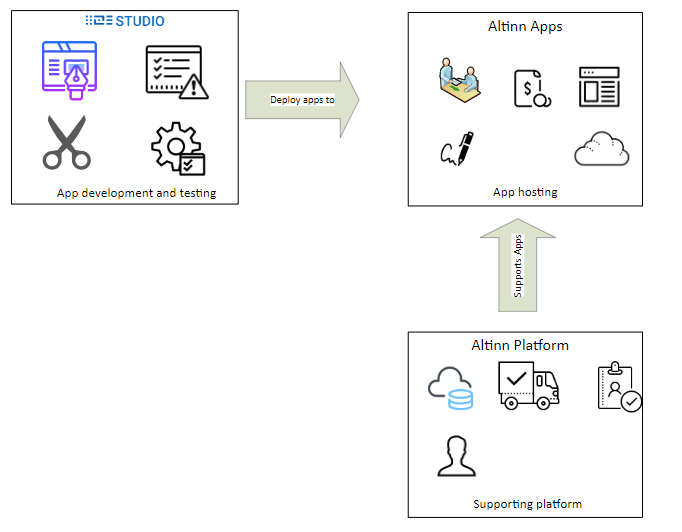 STUDIO
App development and testing
Deploy apps to
Altinn Apps
$
App hosting
Supports Apps
Altinn Platform
Supporting platform